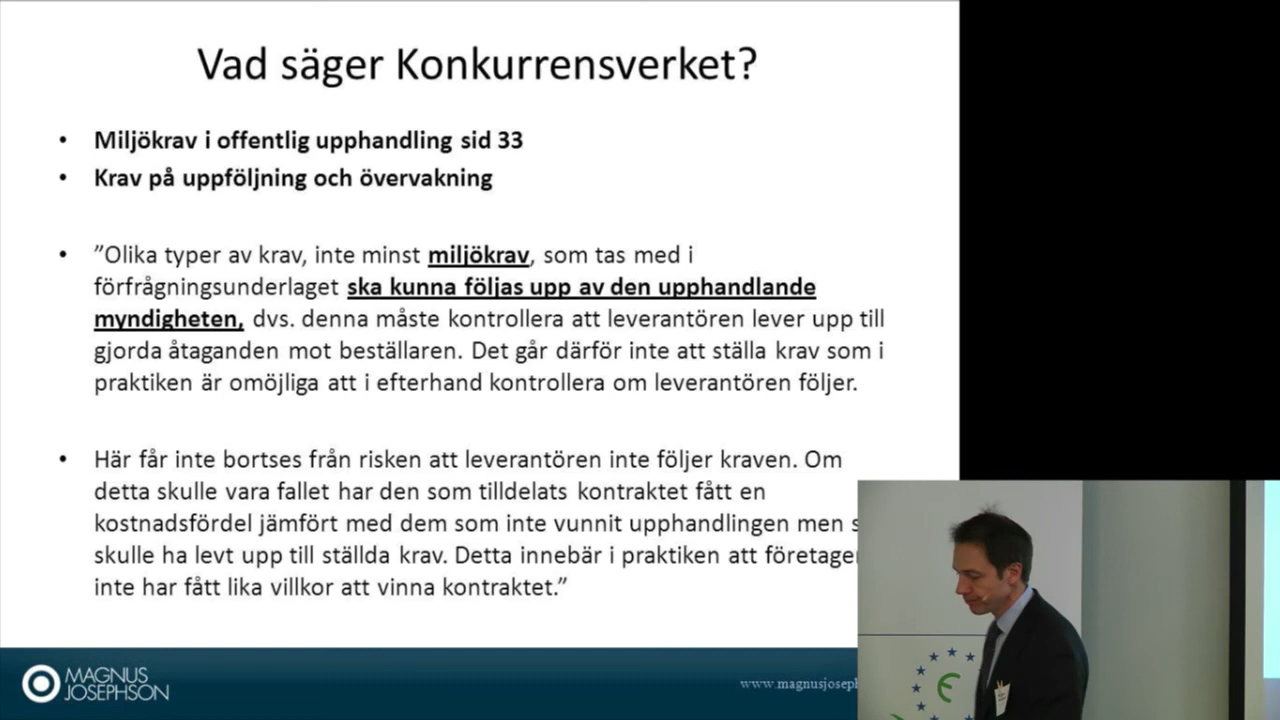 Vad säger Konkurrensverket?
• Miljökrav i offentlig upphandling sid 33
• Krav på uppföljning och övervakning
• ”Olika typer av krav, inte minst miljökrav, som tas med i
förfrågningsunderlaget ska kunna följas upp av den upphandlande
myndigheten, dvs. denna måste kontrollera att leverantören lever upp till
gjorda åtaganden mot beställaren. Det går därför inte att ställa krav som i
praktiken är omöjliga att i efterhand kontrollera om leverantören följer.
• Här får inte bortses från risken att leverantören inte följer kraven. Om
detta skulle vara fallet har den som tilldelats kontraktet fått en
kostnadsfördel jämfört med dem som inte vunnit upphandlingen men s
skulle ha levt upp till ställda krav. Detta innebär i praktiken att företage
inte har fått lika villkor att vinna kontraktet.”
MAGNUS
JOSEPHSON
www.magnusjoseph